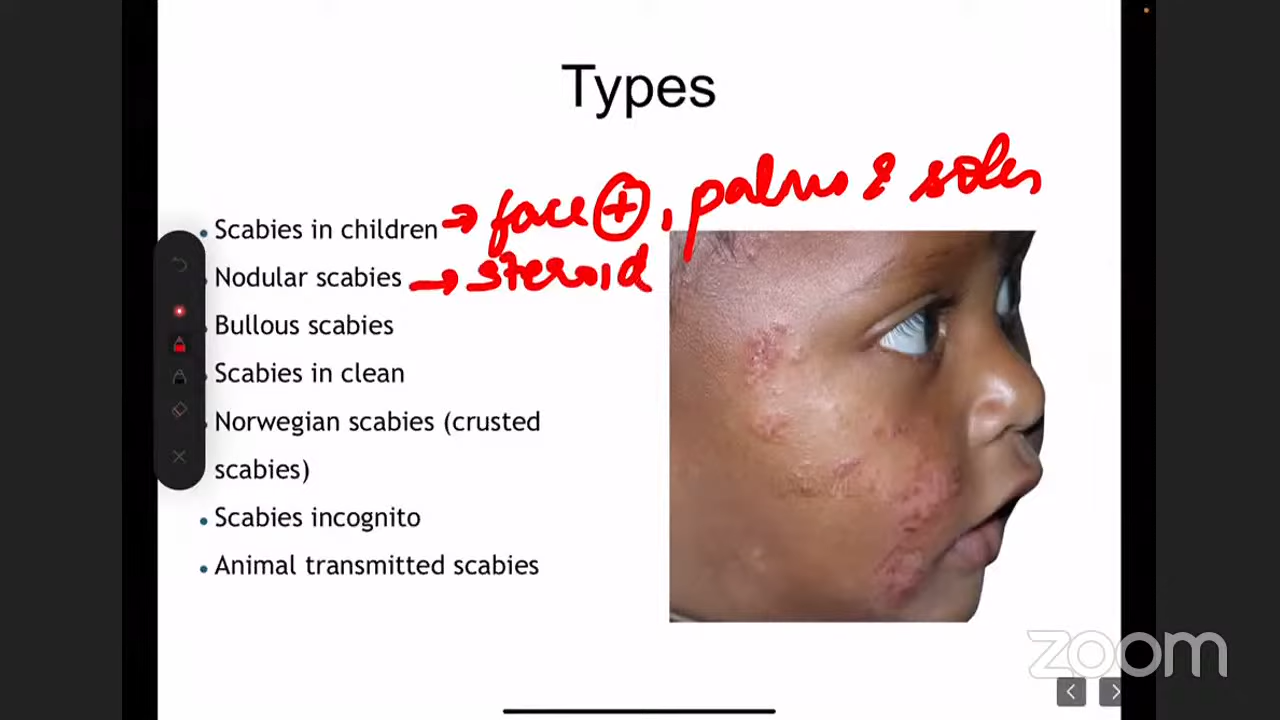 Types
Scabies in children → face ⊕, palms & soles
Nodular scabies → steroid
Bullous scabies
Scabies in clean
Norwegian scabies (crusted
scabies)
Scabies incognito
Animal transmitted scabies
zoom